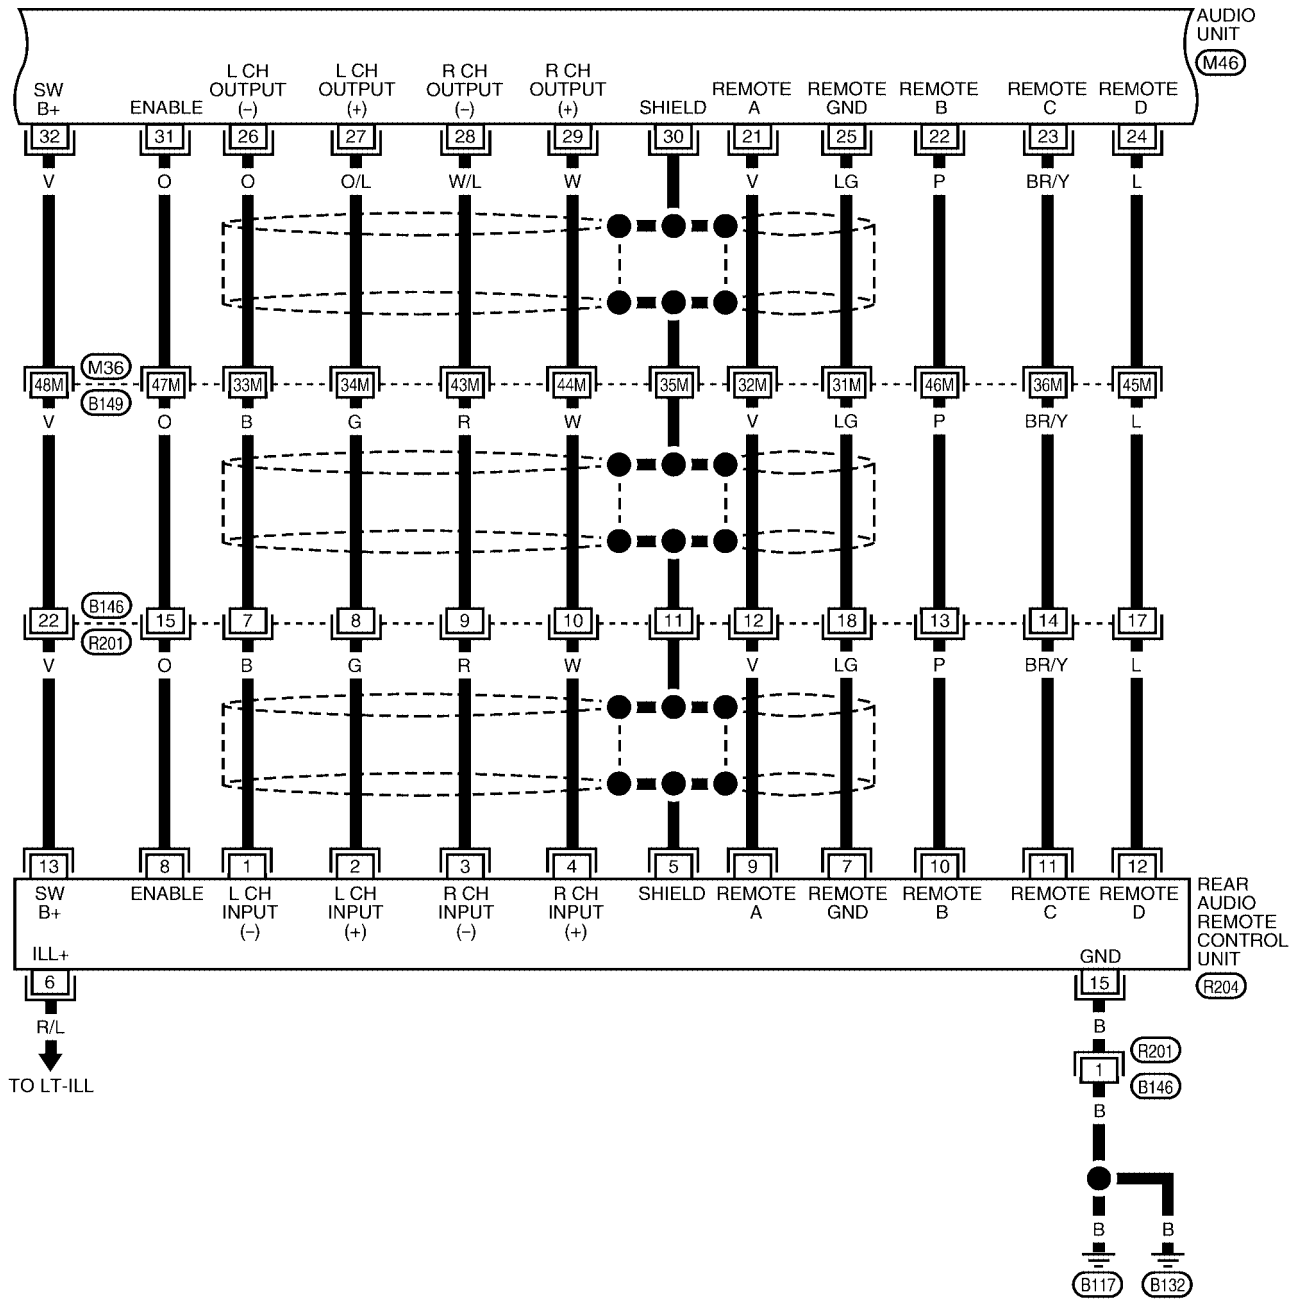 AUDIO
UNIT
M46
SW
B+
ENABLE
L CH
OUTPUT
(–)
L CH
OUTPUT
(+)
R CH
OUTPUT
(–)
R CH
OUTPUT
(+)
SHIELD
REMOTE
A
REMOTE
GND
REMOTE
B
REMOTE
C
REMOTE
D
32 31 26 27 28 29 30 21 25 22 23 24
V O O O/L W/L W V LG P BR/Y L
M36
48M 47M 33M 34M 43M 44M 35M 32M 31M 46M 36M 45M
B149
V O B G R W V LG P BR/Y L
B146
22 15 7 8 9 10 11 12 18 13 14 17
R201
V O B G R W V LG P BR/Y L
13 8 1 2 3 4 5 9 7 10 11 12
SW
B+
ENABLE
L CH
INPUT
(–)
L CH
INPUT
(+)
R CH
INPUT
(–)
R CH
INPUT
(+)
SHIELD
REMOTE
A
REMOTE
GND
REMOTE
B
REMOTE
C
REMOTE
D
REAR
AUDIO
REMOTE
CONTROL
UNIT
R204
ILL+
GND
6
15
R/L
B
TO LT-ILL
R201
1
B146
B
B B
B117 B132